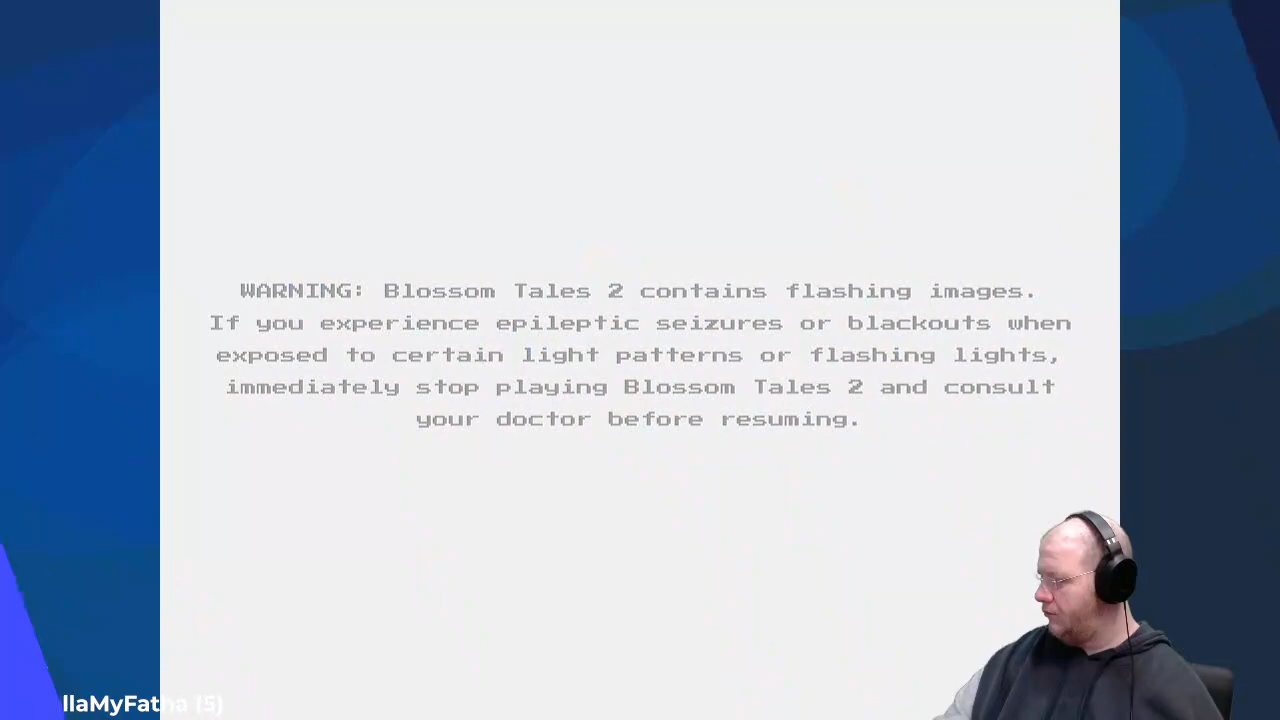 WARNING: Blossom Tales 2 contains flashing images.
If you experience epileptic seizures or blackouts when
exposed to certain light patterns or flashing lights,
immediately stop playing Blossom Tales 2 and consult
your doctor before resuming.
llaMyFatha (5)